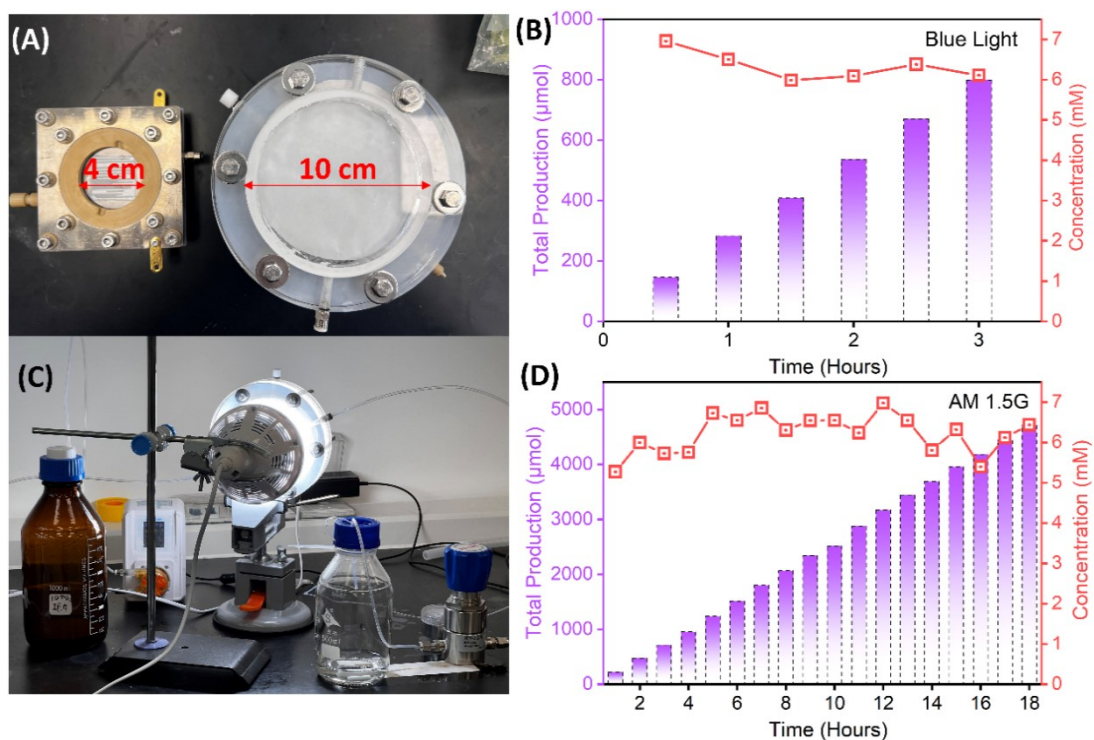 (A)
4 cm
10 cm
(B)
Blue Light
Total Production (μmol)
1000
800
600
400
200
0
Concentration (mM)
7
6
5
4
3
2
1
0
0 1 2 3
Time (Hours)
(C)
(D)
AM 1.5G
Total Production (μmol)
5000
4000
3000
2000
1000
0
Concentration (mM)
7
6
5
4
3
2
1
0
2 4 6 8 10 12 14 16 18
Time (Hours)